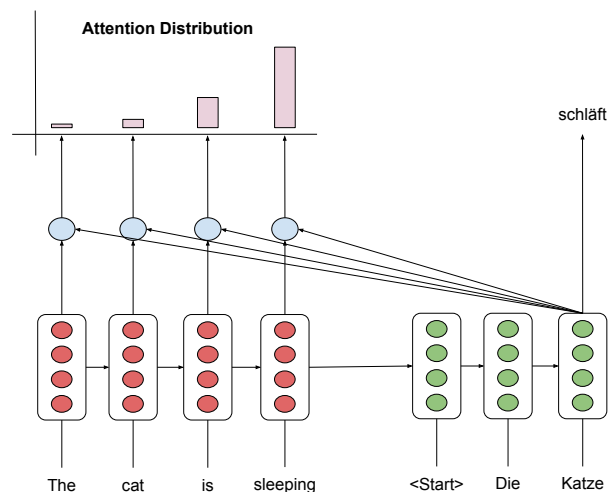 Attention Distribution
schläft
The cat is sleeping <Start> Die Katze